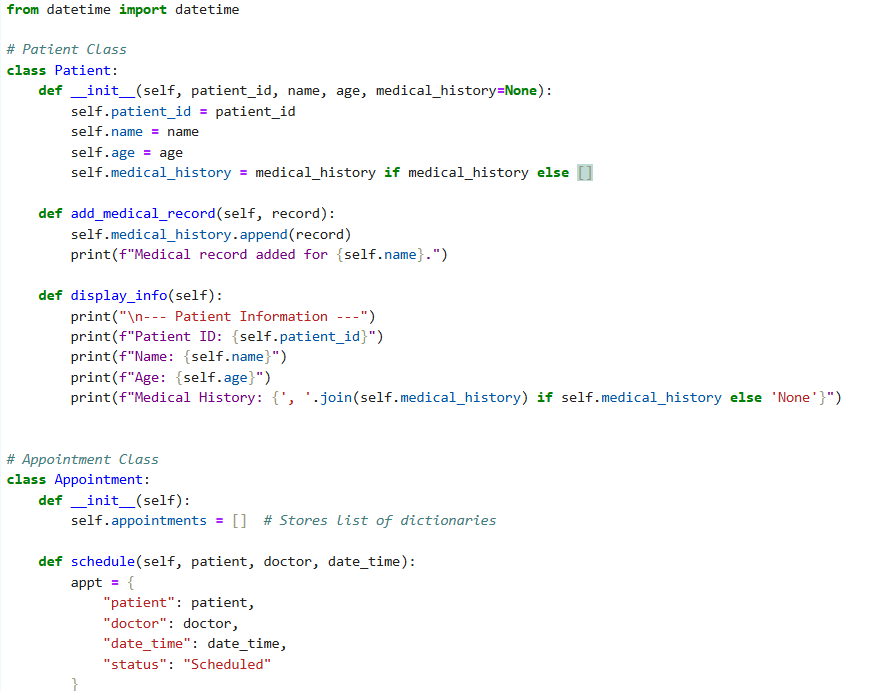 from datetime import datetime

# Patient Class
class Patient:
    def __init__(self, patient_id, name, age, medical_history=None):
        self.patient_id = patient_id
        self.name = name
        self.age = age
        self.medical_history = medical_history if medical_history else []

    def add_medical_record(self, record):
        self.medical_history.append(record)
        print(f"Medical record added for {self.name}.")

    def display_info(self):
        print("\n--- Patient Information ---")
        print(f"Patient ID: {self.patient_id}")
        print(f"Name: {self.name}")
        print(f"Age: {self.age}")
        print(f"Medical History: {', '.join(self.medical_history) if self.medical_history else 'None'}")


# Appointment Class
class Appointment:
    def __init__(self):
        self.appointments = []  # Stores list of dictionaries

    def schedule(self, patient, doctor, date_time):
        appt = {
            "patient": patient,
            "doctor": doctor,
            "date_time": date_time,
            "status": "Scheduled"
        }